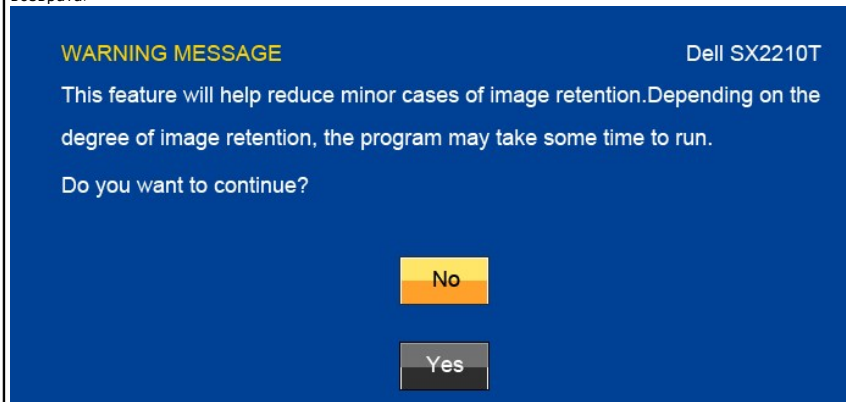 WARNING MESSAGE Dell SX2210T
This feature will help reduce minor cases of image retention.Depending on the
degree of image retention, the program may take some time to run.
Do you want to continue?
No
Yes